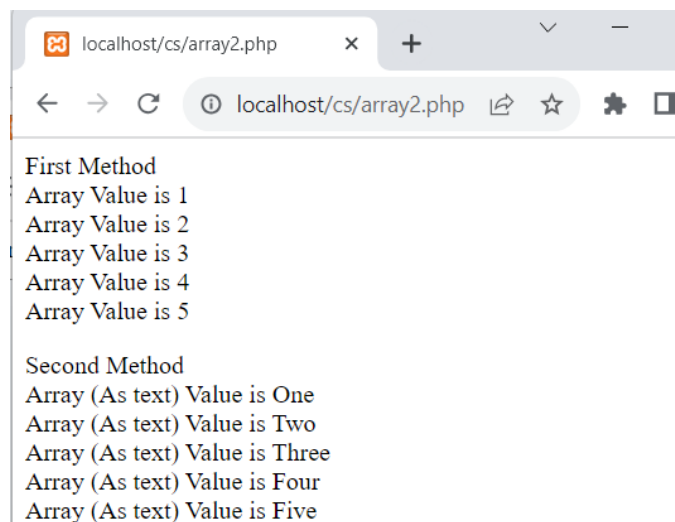 localhost/cs/array2.php
localhost/cs/array2.php
First Method
Array Value is 1
Array Value is 2
Array Value is 3
Array Value is 4
Array Value is 5
Second Method
Array (As text) Value is One
Array (As text) Value is Two
Array (As text) Value is Three
Array (As text) Value is Four
Array (As text) Value is Five